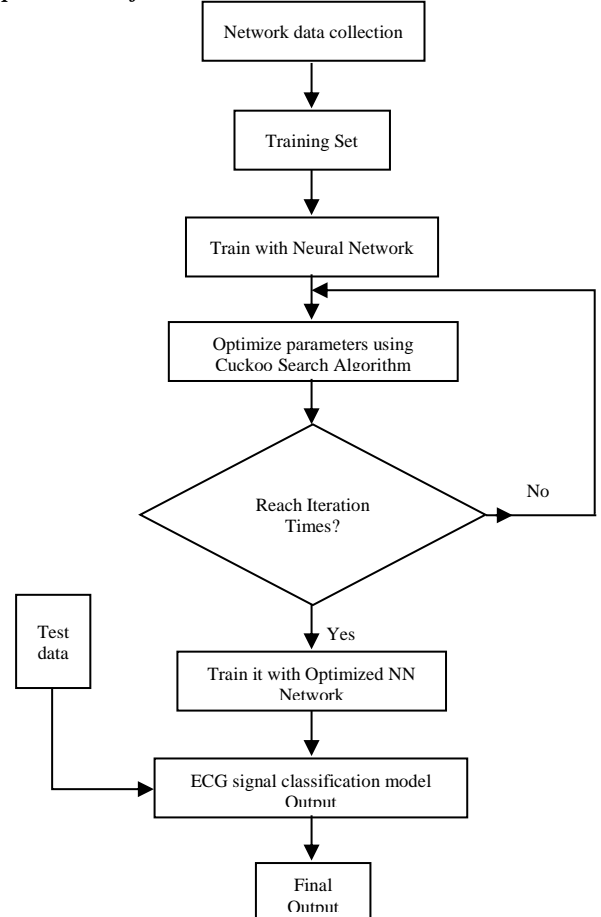 Network data collection
Training Set
Train with Neural Network
Optimize parameters using
Cuckoo Search Algorithm
Reach Iteration
Times?
No
Yes
Test
data
Train it with Optimized NN
Network
ECG signal classification model
Output
Final
Output